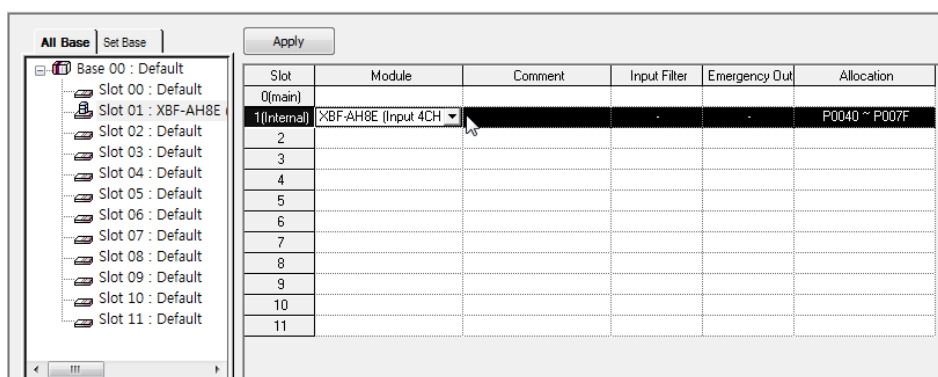 All Base Set Base Apply
Base 00 : Default
Slot 00 : Default
Slot 01 : XBF-AH8E (
Slot 02 : Default
Slot 03 : Default
Slot 04 : Default
Slot 05 : Default
Slot 06 : Default
Slot 07 : Default
Slot 08 : Default
Slot 09 : Default
Slot 10 : Default
Slot 11 : Default
Slot Module Comment Input Filter Emergency Out Allocation
0(main)
1(Internal) XBF-AH8E (Input 4CH - - P0040 ~ P007F
2
3
4
5
6
7
8
9
10
11